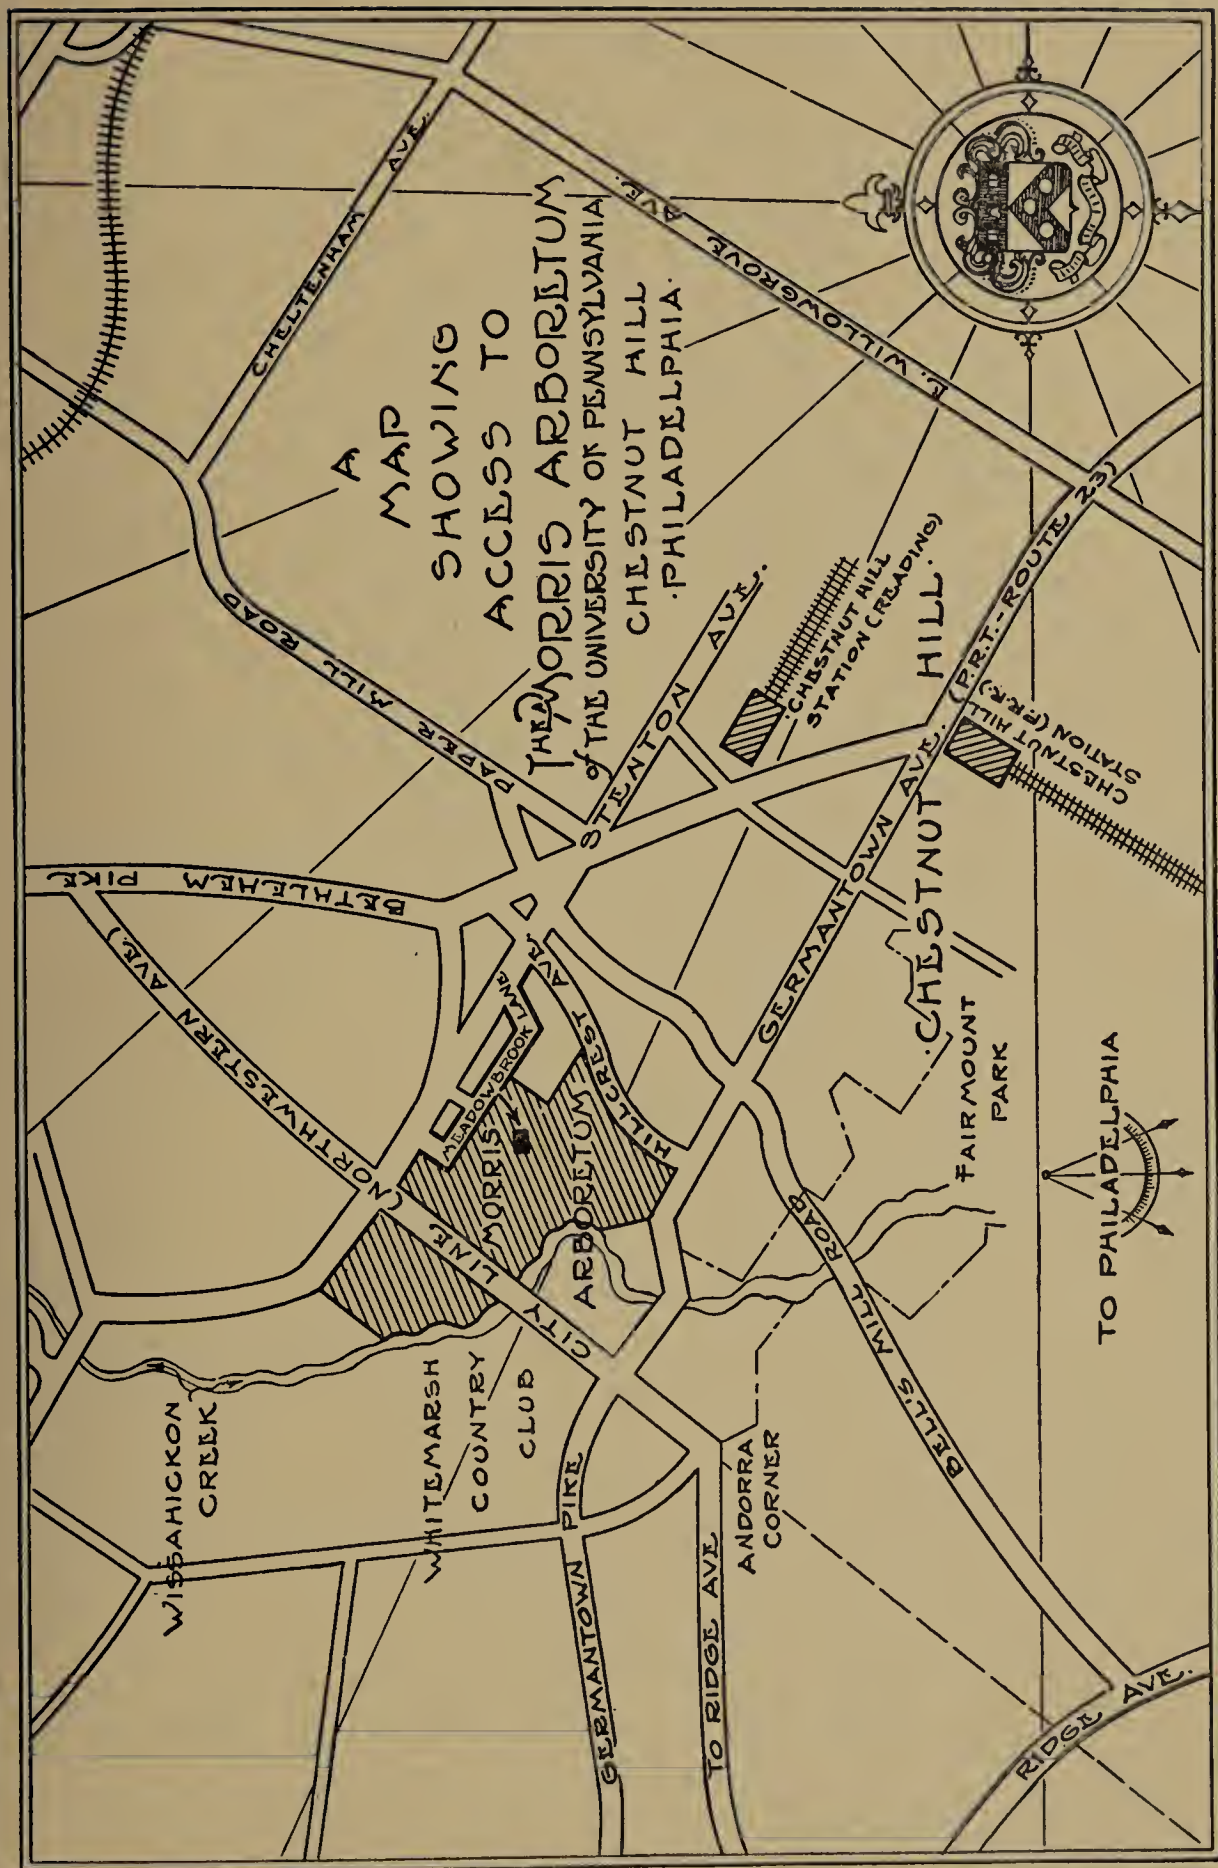 A
MAP
SHOWING
ACCESS TO
THE MORRIS ARBORETUM
of THE UNIVERSITY OF PENNSYLVANIA
CHESTNUT HILL
.PHILADELPHIA.
WISSAHICKON
CREEK
WHITEMARSH
COUNTRY
CLUB
GERMANTOWN PIKE
TO RIDGE AVE
ANDORRA
CORNER
RIDGE AVE.
BELL'S MILL ROAD
CITY LINE
(NORTHWESTERN AVE.)
BETHLEHEM PIKE
MEADOWBROOK LANE
MORRIS
ARBORETUM
HILLCREST AVE.
PAPER MILL ROAD
CHELTENHAM AVE.
STENTON AVE.
E. WILLOWGROVE AVE.
.CHESTNUT HILL
STATION (READING)
GERMANTOWN AVE. (P.R.T.-ROUTE 23)
.CHESTNUT HILL.
CHESTNUT HILL
STATION (P.R.R.)
FAIRMOUNT
PARK
TO PHILADELPHIA